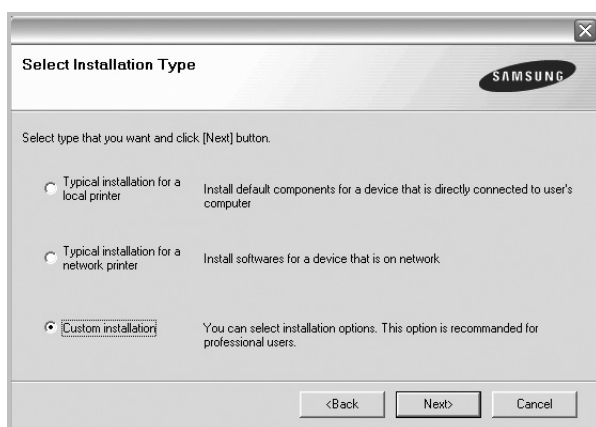 Select Installation Type
SAMSUNG
Select type that you want and click [Next] button.
Typical installation for a
local printer
Install default components for a device that is directly connected to user's
computer
Typical installation for a
network printer
Install softwares for a device that is on network
Custom installation
You can select installation options. This option is recommanded for
professional users.
<Back
Next>
Cancel